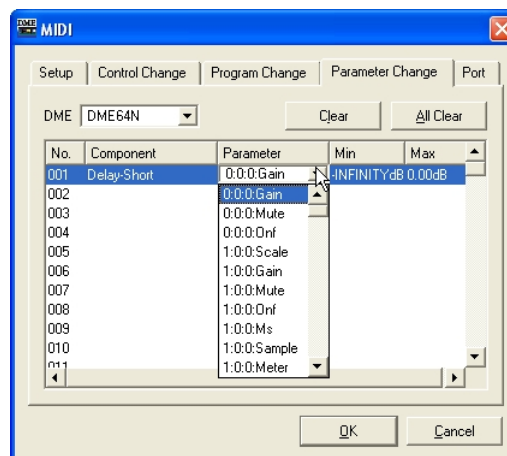 DME MIDI
Setup Control Change Program Change Parameter Change Port
DME DME64N Clear All Clear
No. Component Parameter Min Max
001 Delay-Short 0:0:0:Gain -INFINITYdB 0.00dB
002 0:0:0:Gain
003 0:0:0:Mute
004 0:0:0:Onf
005 1:0:0:Scale
006 1:0:0:Gain
007 1:0:0:Mute
008 1:0:0:Onf
009 1:0:0:Ms
010 1:0:0:Sample
011 1:0:0:Meter
OK Cancel